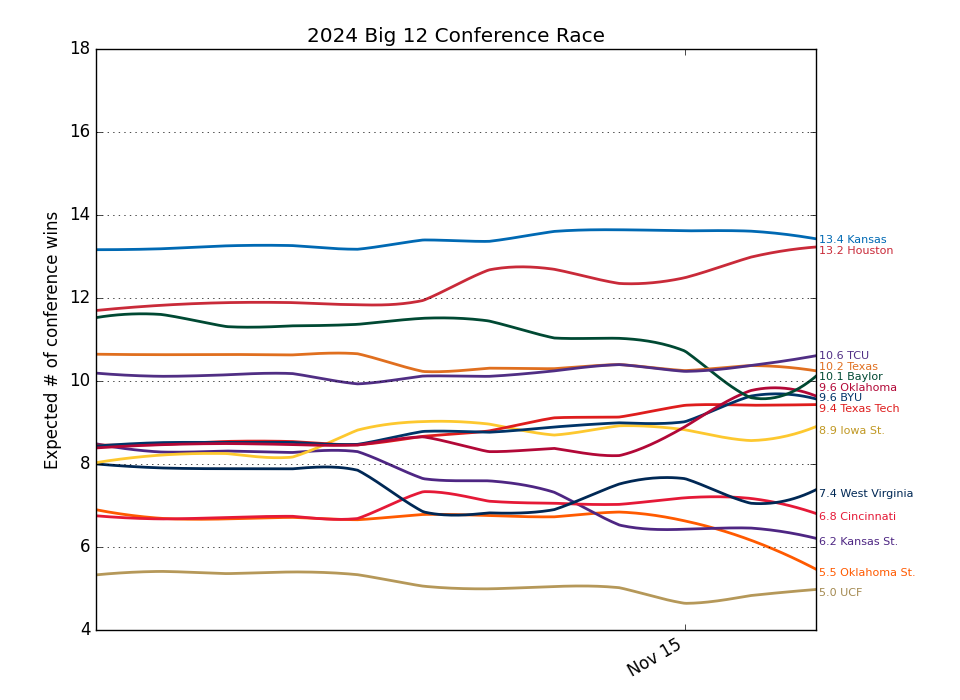 2024 Big 12 Conference Race
Expected # of conference wins
18
16
14
12
10
8
6
4
Nov 15
13.4 Kansas
13.2 Houston
10.6 TCU
10.2 Texas
10.1 Baylor
9.6 Oklahoma
9.6 BYU
9.4 Texas Tech
8.9 Iowa St.
7.4 West Virginia
6.8 Cincinnati
6.2 Kansas St.
5.5 Oklahoma St.
5.0 UCF